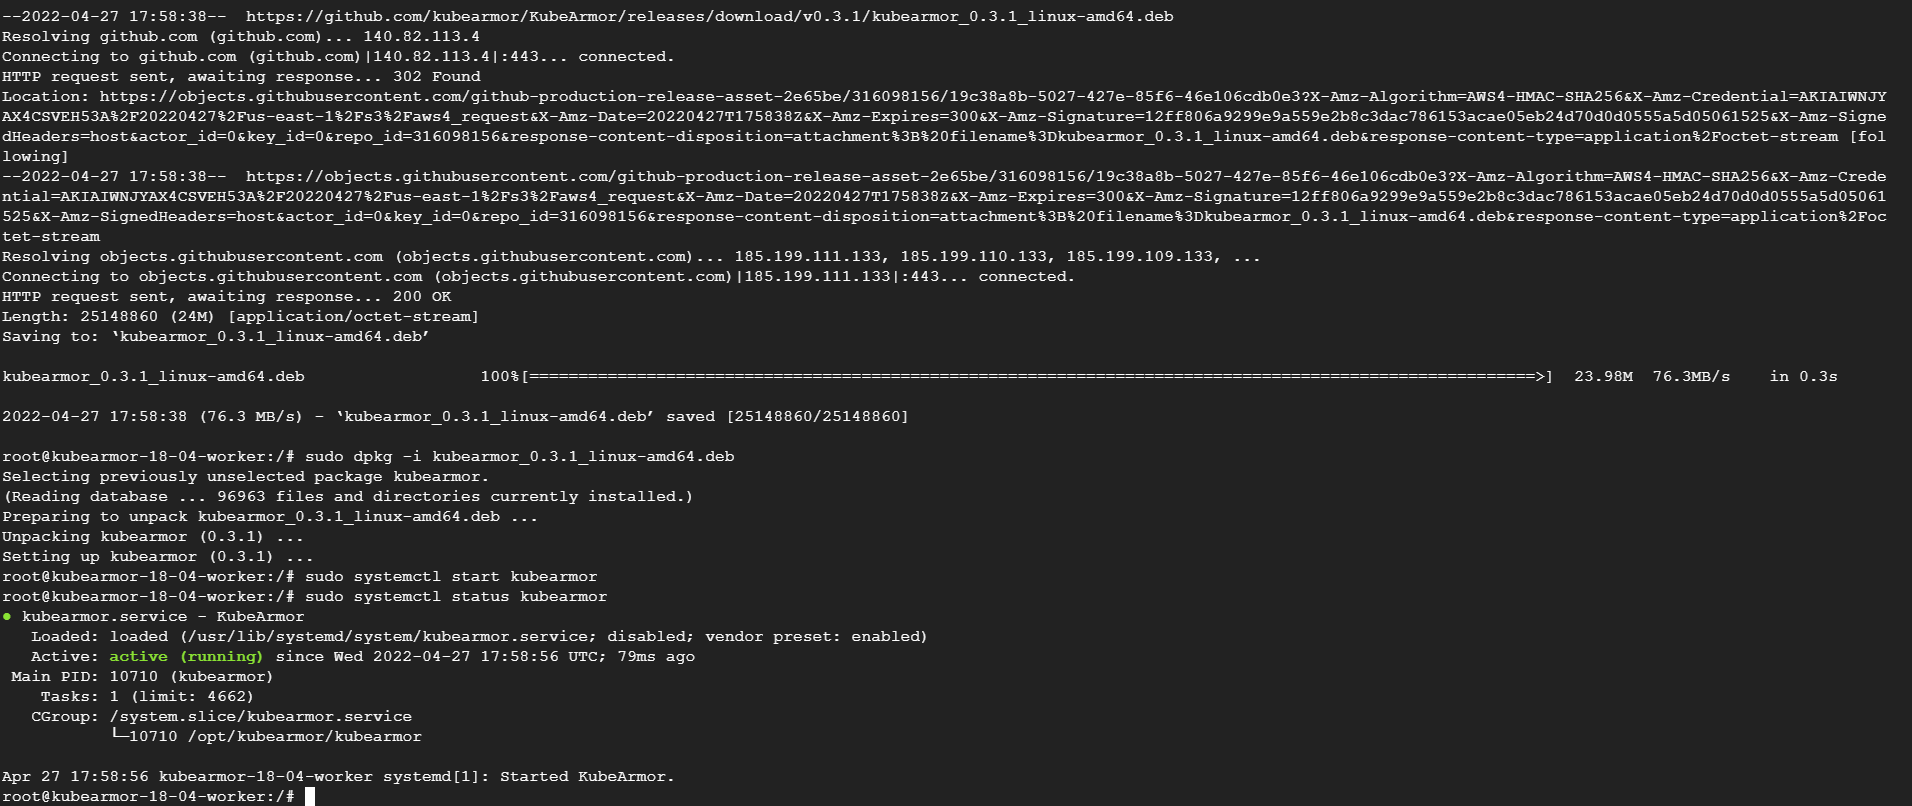 --2022-04-27 17:58:38--  https://github.com/kubearmor/KubeArmor/releases/download/v0.3.1/kubearmor_0.3.1_linux-amd64.deb
Resolving github.com (github.com)... 140.82.113.4
Connecting to github.com (github.com)|140.82.113.4|:443... connected.
HTTP request sent, awaiting response... 302 Found
Location: https://objects.githubusercontent.com/github-production-release-asset-2e65be/316098156/19c38a8b-5027-427e-85f6-46e106cdb0e3?X-Amz-Algorithm=AWS4-HMAC-SHA256&X-Amz-Credential=AKIAIWNJY
AX4CSVEH53A%2F20220427%2Fus-east-1%2Fs3%2Faws4_request&X-Amz-Date=20220427T175838Z&X-Amz-Expires=300&X-Amz-Signature=12ff806a9299e9a559e2b8c3dac786153acae05eb24d70d0d0555a5d05061525&X-Amz-Signe
dHeaders=host&actor_id=0&key_id=0&repo_id=316098156&response-content-disposition=attachment%3B%20filename%3Dkubearmor_0.3.1_linux-amd64.deb&response-content-type=application%2Foctet-stream [fol
lowing]
--2022-04-27 17:58:38--  https://objects.githubusercontent.com/github-production-release-asset-2e65be/316098156/19c38a8b-5027-427e-85f6-46e106cdb0e3?X-Amz-Algorithm=AWS4-HMAC-SHA256&X-Amz-Crede
ntial=AKIAIWNJYAX4CSVEH53A%2F20220427%2Fus-east-1%2Fs3%2Faws4_request&X-Amz-Date=20220427T175838Z&X-Amz-Expires=300&X-Amz-Signature=12ff806a9299e9a559e2b8c3dac786153acae05eb24d70d0d0555a5d05061
525&X-Amz-SignedHeaders=host&actor_id=0&key_id=0&repo_id=316098156&response-content-disposition=attachment%3B%20filename%3Dkubearmor_0.3.1_linux-amd64.deb&response-content-type=application%2Foc
tet-stream
Resolving objects.githubusercontent.com (objects.githubusercontent.com)... 185.199.111.133, 185.199.110.133, 185.199.109.133, ...
Connecting to objects.githubusercontent.com (objects.githubusercontent.com)|185.199.111.133|:443... connected.
HTTP request sent, awaiting response... 200 OK
Length: 25148860 (24M) [application/octet-stream]
Saving to: ‘kubearmor_0.3.1_linux-amd64.deb’
kubearmor_0.3.1_linux-amd64.deb                  100%[=======================================================================================================>]  23.98M  76.3MB/s    in 0.3s
2022-04-27 17:58:38 (76.3 MB/s) - ‘kubearmor_0.3.1_linux-amd64.deb’ saved [25148860/25148860]
root@kubearmor-18-04-worker:/# sudo dpkg -i kubearmor_0.3.1_linux-amd64.deb
Selecting previously unselected package kubearmor.
(Reading database ... 96963 files and directories currently installed.)
Preparing to unpack kubearmor_0.3.1_linux-amd64.deb ...
Unpacking kubearmor (0.3.1) ...
Setting up kubearmor (0.3.1) ...
root@kubearmor-18-04-worker:/# sudo systemctl start kubearmor
root@kubearmor-18-04-worker:/# sudo systemctl status kubearmor
● kubearmor.service - KubeArmor
   Loaded: loaded (/usr/lib/systemd/system/kubearmor.service; disabled; vendor preset: enabled)
   Active: active (running) since Wed 2022-04-27 17:58:56 UTC; 79ms ago
 Main PID: 10710 (kubearmor)
    Tasks: 1 (limit: 4662)
   CGroup: /system.slice/kubearmor.service
           └─10710 /opt/kubearmor/kubearmor
Apr 27 17:58:56 kubearmor-18-04-worker systemd[1]: Started KubeArmor.
root@kubearmor-18-04-worker:/#